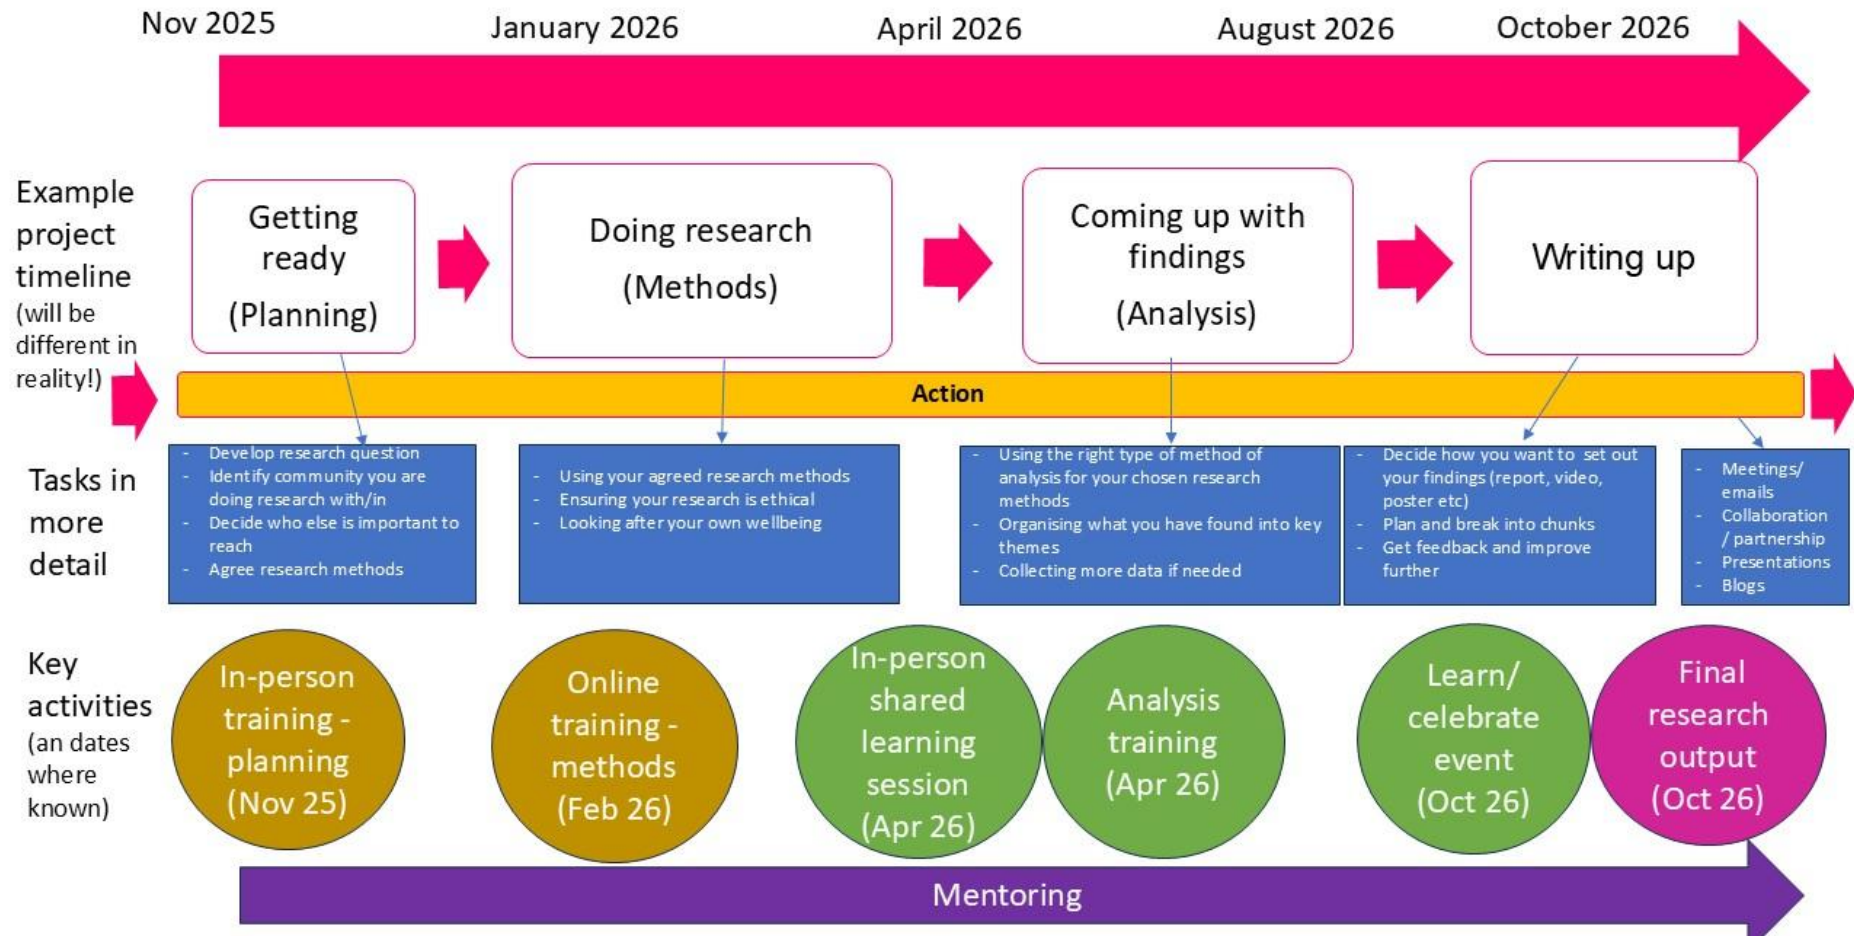 Nov 2025
January 2026
April 2026
August 2026
October 2026
Example
project
timeline
(will be
different in
reality!)
Getting
ready
(Planning)
Doing research
(Methods)
Coming up with
findings
(Analysis)
Writing up
Action
Tasks in
more
detail
- Develop research question
- Identify community you are
doing research with/in
- Decide who else is important to
reach
- Agree research methods
- Using your agreed research methods
- Ensuring your research is ethical
- Looking after your own wellbeing
- Using the right type of method of
analysis for your chosen research
methods
- Organising what you have found into key
themes
- Collecting more data if needed
- Decide how you want to set out
your findings (report, video,
poster etc)
- Plan and break into chunks
- Get feedback and improve
further
- Meetings/
emails
- Collaboration
/ partnership
- Presentations
- Blogs
Key
activities
(an dates
where
known)
In-person
training -
planning
(Nov 25)
Online
training -
methods
(Feb 26)
In-person
shared
learning
session
(Apr 26)
Analysis
training
(Apr 26)
Learn/
celebrate
event
(Oct 26)
Final
research
output
(Oct 26)
Mentoring